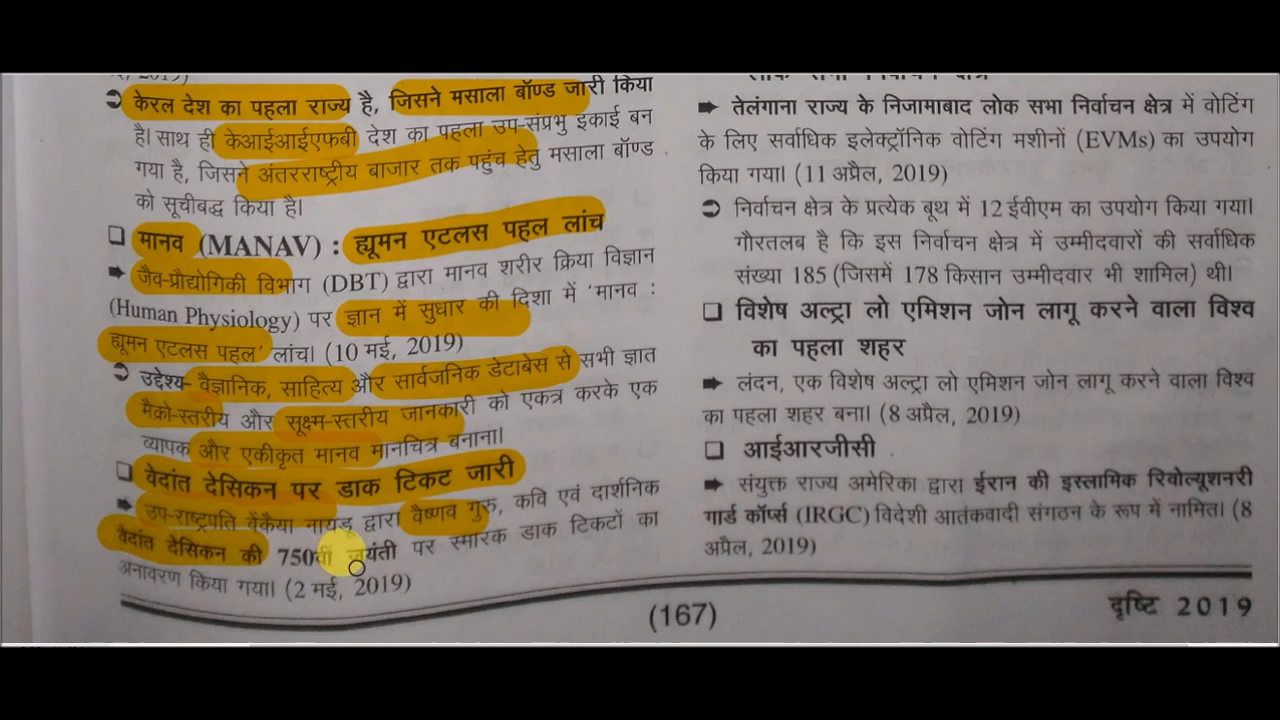 केरल देश का पहला राज्य है, जिसने मसाला बॉण्ड जारी किया
है। साथ ही केआईआईएफबी देश का पहला उप-संप्रभु इकाई बन
गया है, जिसने अंतरराष्ट्रीय बाजार तक पहुंच हेतु मसाला बॉण्ड
को सूचीबद्ध किया है।
❑ मानव (MANAV) : ह्यूमन एटलस पहल लांच
➡ जैव-प्रौद्योगिकी विभाग (DBT) द्वारा मानव शरीर क्रिया विज्ञान
(Human Physiology) पर ज्ञान में सुधार की दिशा में 'मानव :
ह्यूमन एटलस पहल' लांच। (10 मई, 2019)
उद्देश्य- वैज्ञानिक, साहित्य और सार्वजनिक डेटाबेस से सभी ज्ञात
मैक्रो-स्तरीय और सूक्ष्म-स्तरीय जानकारी को एकत्र करके एक
व्यापक और एकीकृत मानव मानचित्र बनाना।
❑ वेदांत देसिकन पर डाक टिकट जारी
➡ उप-राष्ट्रपति वेंकैया नायडू द्वारा वैष्णव गुरु, कवि एवं दार्शनिक
वेदांत देसिकन की 750वीं जयंती पर स्मारक डाक टिकटों का
अनावरण किया गया। (2 मई, 2019)
➡ तेलंगाना राज्य के निजामाबाद लोक सभा निर्वाचन क्षेत्र में वोटिंग
के लिए सर्वाधिक इलेक्ट्रॉनिक वोटिंग मशीनों (EVMs) का उपयोग
किया गया। (11 अप्रैल, 2019)
निर्वाचन क्षेत्र के प्रत्येक बूथ में 12 ईवीएम का उपयोग किया गया।
गौरतलब है कि इस निर्वाचन क्षेत्र में उम्मीदवारों की सर्वाधिक
संख्या 185 (जिसमें 178 किसान उम्मीदवार भी शामिल) थी।
❑ विशेष अल्ट्रा लो एमिशन जोन लागू करने वाला विश्व
का पहला शहर
➡ लंदन, एक विशेष अल्ट्रा लो एमिशन जोन लागू करने वाला विश्व
का पहला शहर बना। (8 अप्रैल, 2019)
❑ आईआरजीसी
➡ संयुक्त राज्य अमेरिका द्वारा ईरान की इस्लामिक रिवोल्यूशनरी
गार्ड कॉर्प्स (IRGC) विदेशी आतंकवादी संगठन के रूप में नामित। (8
अप्रैल, 2019)
(167)
दृष्टि 2019